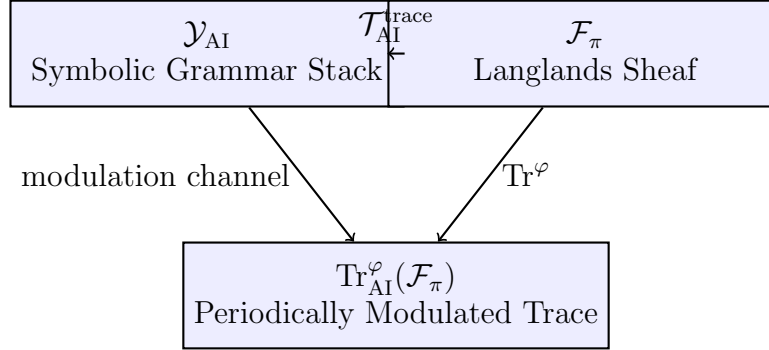 𝒴_AI
Symbolic Grammar Stack
𝒯_AI^trace
ℱ_π
Langlands Sheaf
modulation channel
Tr^φ
Tr_AI^φ(ℱ_π)
Periodically Modulated Trace